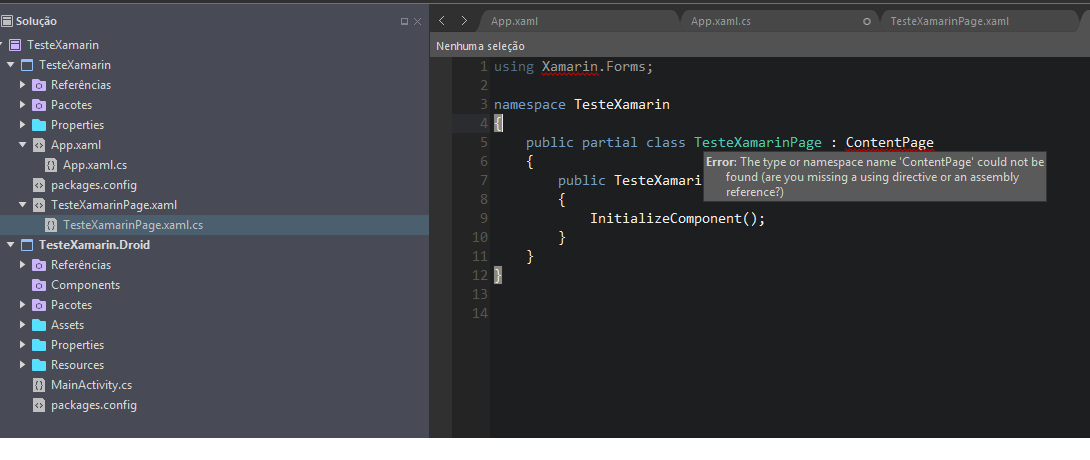 Solução
TesteXamarin
TesteXamarin
Referências
Pacotes
Properties
App.xaml
App.xaml.cs
packages.config
TesteXamarinPage.xaml
TesteXamarinPage.xaml.cs
TesteXamarin.Droid
Referências
Components
Pacotes
Assets
Properties
Resources
MainActivity.cs
packages.config
App.xaml
App.xaml.cs
TesteXamarinPage.xaml
Nenhuma seleção
1 using Xamarin.Forms;
2
3 namespace TesteXamarin
4 {
5 public partial class TesteXamarinPage : ContentPage
6 {
7 public TesteXamari
8 {
9 InitializeComponent();
10 }
11 }
12 }
13
14
Error: The type or namespace name 'ContentPage' could not be
found (are you missing a using directive or an assembly
reference?)